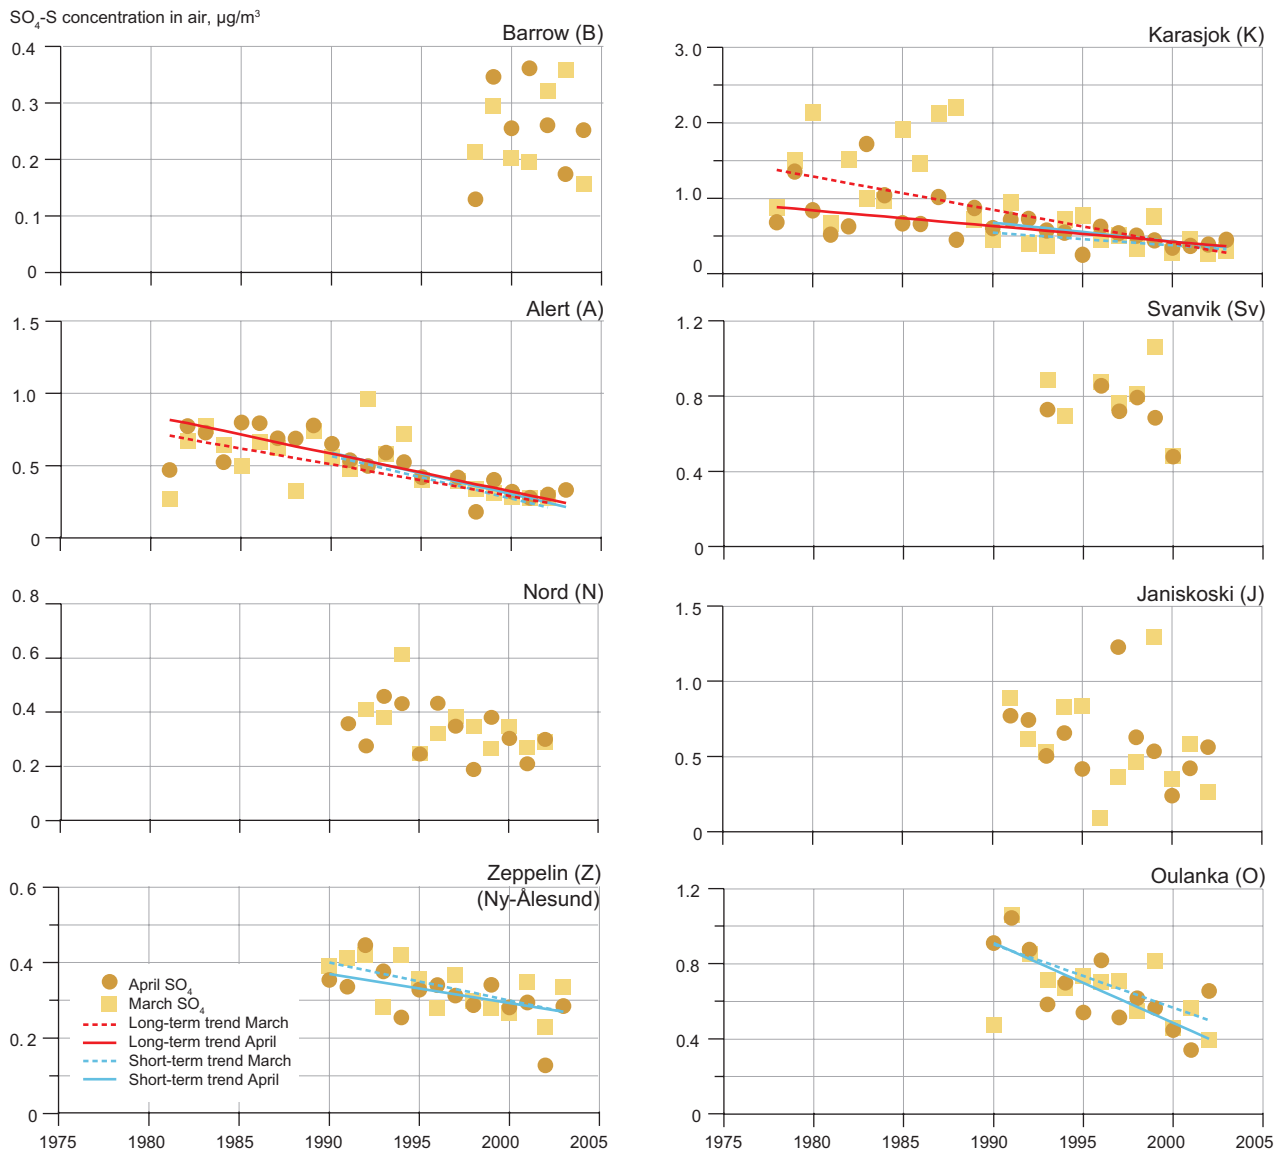 SO4-S concentration in air, µg/m³
Barrow (B)
0.4
0.3
0.2
0.1
0
Karasjok (K)
3.0
2.0
1.0
0
Alert (A)
1.5
1.0
0.5
0
Svanvik (Sv)
1.2
0.8
0.4
0
Nord (N)
0.8
0.6
0.4
0.2
0
Janiskoski (J)
1.5
1.0
0.5
0
Zeppelin (Z)
(Ny-Ålesund)
0.6
0.4
0.2
0
April SO4
March SO4
Long-term trend March
Long-term trend April
Short-term trend March
Short-term trend April
1975 1980 1985 1990 1995 2000 2005
Oulanka (O)
1.2
0.8
0.4
0
1975 1980 1985 1990 1995 2000 2005